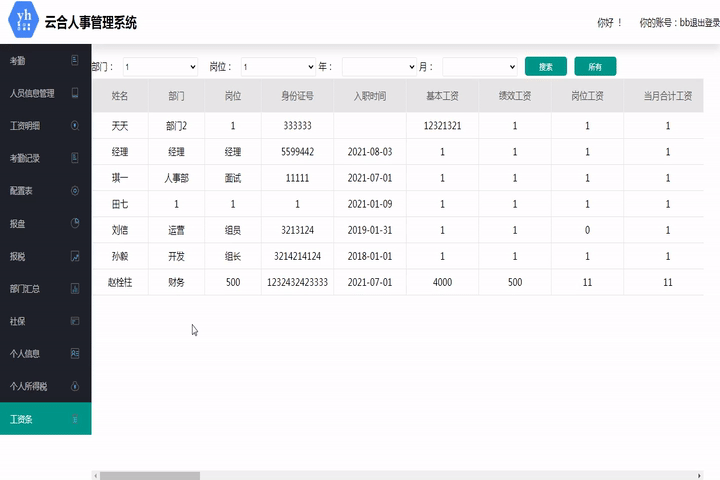 yh
云合人事管理系统
你好 ！ 你的账号：bb退出登录
考勤
人员信息管理
工资明细
考勤记录
配置表
报盘
报税
部门汇总
社保
个人信息
个人所得税
工资条
部门： 1 岗位： 1 年： 月： 搜素 所有
姓名 部门 岗位 身份证号 入职时间 基本工资 绩效工资 岗位工资 当月合计工资
天天 部门2 1 333333 12321321 1 1 1
经理 经理 经理 5599442 2021-08-03 1 1 1 1
琪一 人事部 面试 11111 2021-07-01 1 1 1 1
田七 1 1 1 2021-01-09 1 1 1 1
刘信 运营 组员 3213124 2019-01-31 1 1 0 1
孙毅 开发 组长 3214214124 2018-01-01 1 1 1 1
赵栓柱 财务 500 1232432423333 2021-07-01 4000 500 11 11